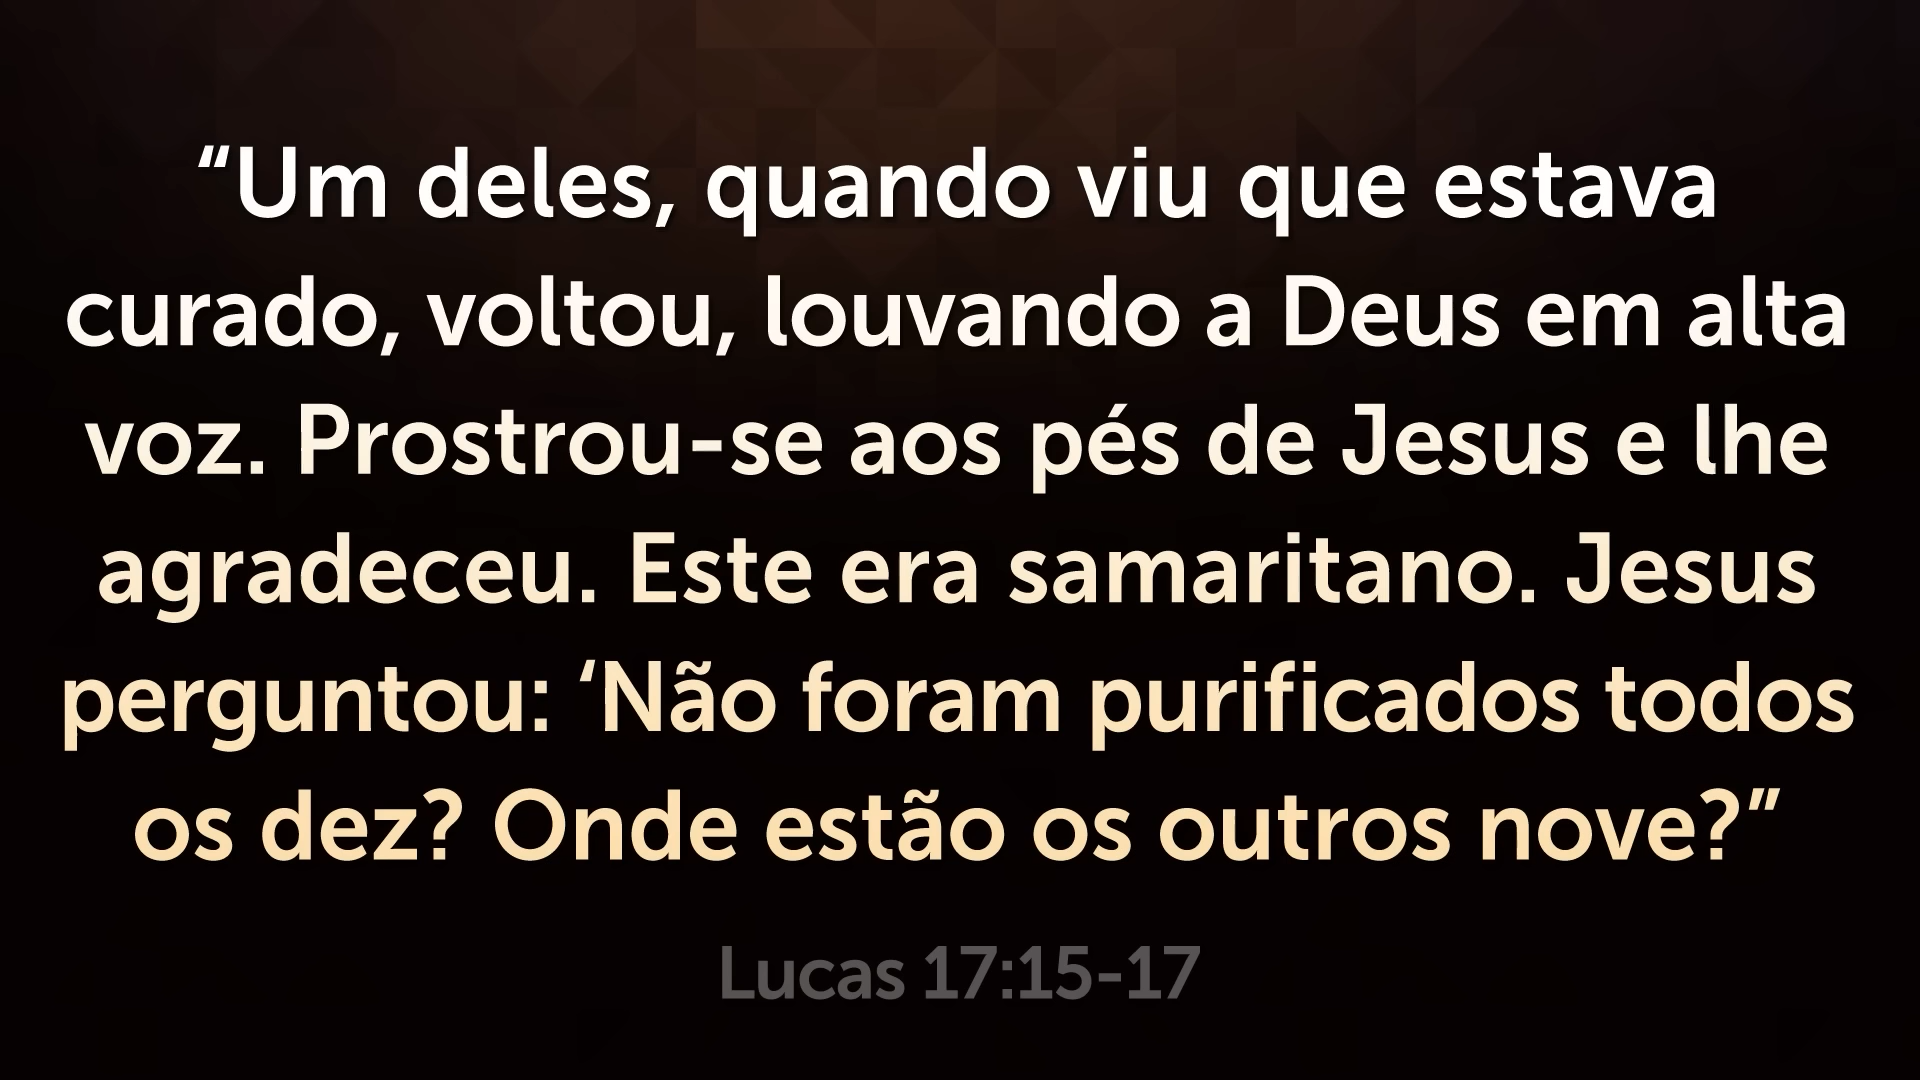 “Um deles, quando viu que estava
curado, voltou, louvando a Deus em alta
voz. Prostrou-se aos pés de Jesus e lhe
agradeceu. Este era samaritano. Jesus
perguntou: ‘Não foram purificados todos
os dez? Onde estão os outros nove?”
Lucas 17:15-17